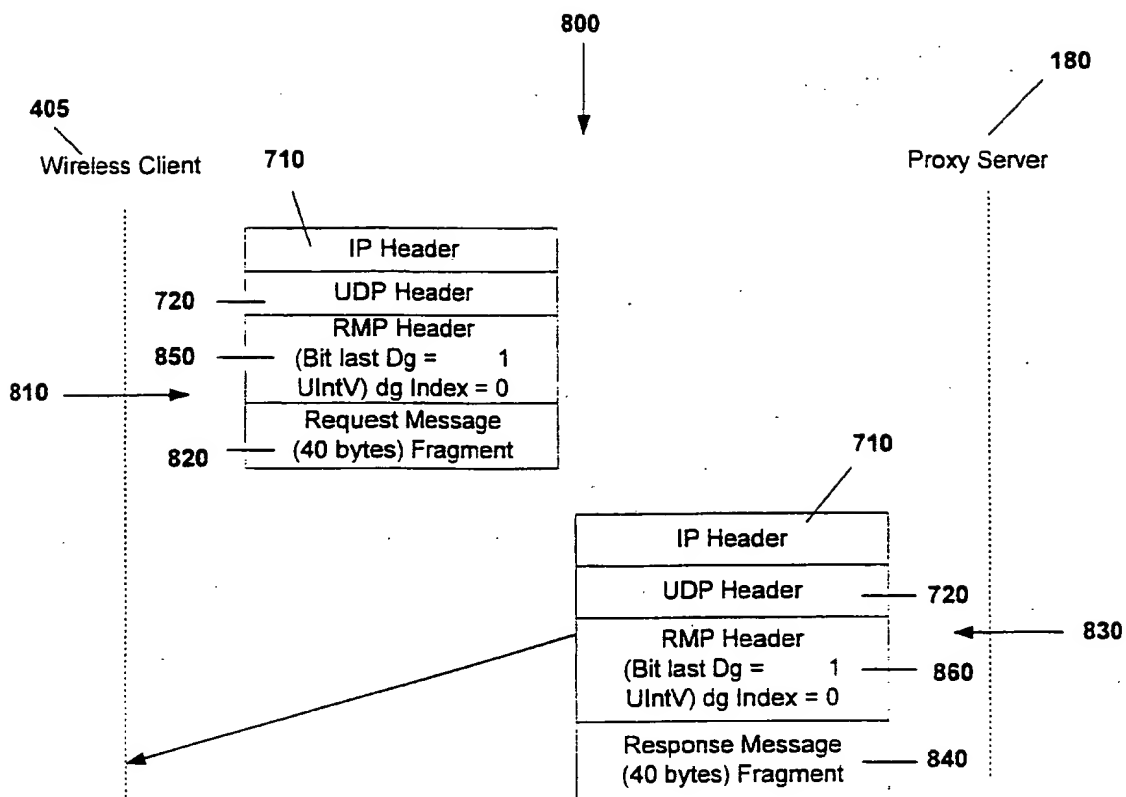 800
180
405
Wireless Client
710
Proxy Server
IP Header
720
UDP Header
850
RMP Header
(Bit last Dg = 1
UIntV) dg Index = 0
810
820
Request Message
(40 bytes) Fragment
710
IP Header
UDP Header
720
RMP Header
(Bit last Dg = 1
UIntV) dg Index = 0
830
860
Response Message
(40 bytes) Fragment
840